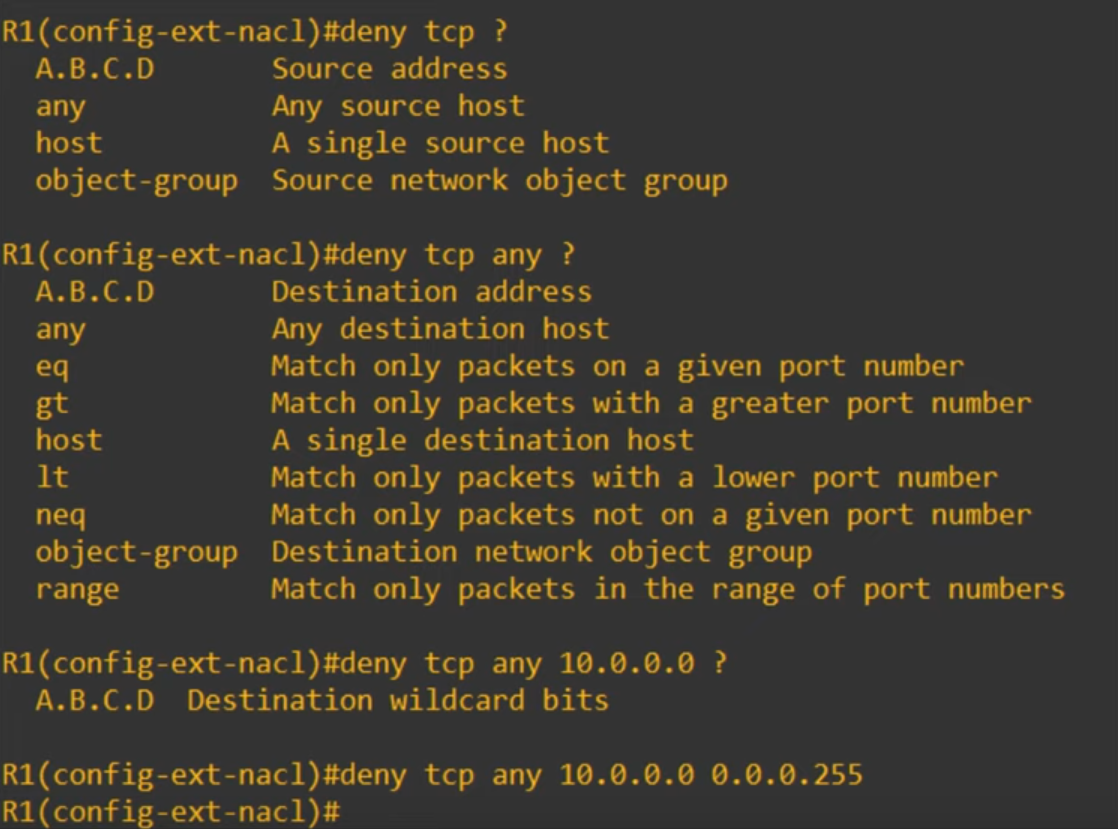 R1(config-ext-nacl)#deny tcp ?
  A.B.C.D       Source address
  any           Any source host
  host          A single source host
  object-group  Source network object group

R1(config-ext-nacl)#deny tcp any ?
  A.B.C.D       Destination address
  any           Any destination host
  eq            Match only packets on a given port number
  gt            Match only packets with a greater port number
  host          A single destination host
  lt            Match only packets with a lower port number
  neq           Match only packets not on a given port number
  object-group  Destination network object group
  range         Match only packets in the range of port numbers

R1(config-ext-nacl)#deny tcp any 10.0.0.0 ?
  A.B.C.D  Destination wildcard bits

R1(config-ext-nacl)#deny tcp any 10.0.0.0 0.0.0.255
R1(config-ext-nacl)#